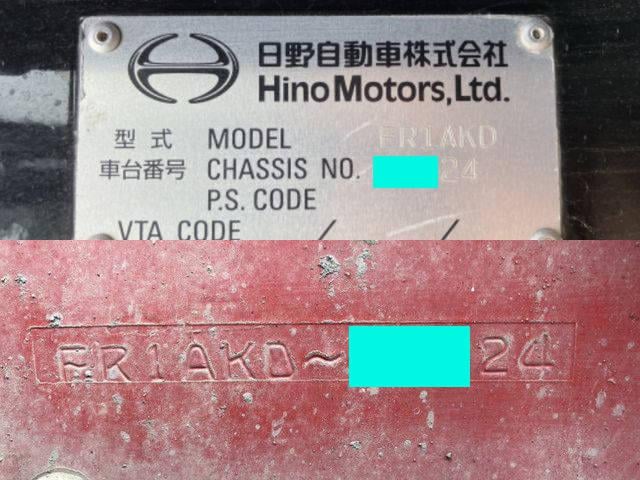 日野自動車株式会社
Hino Motors, Ltd.
型式 MODEL FR1AKD
車台番号 CHASSIS NO. 24
P.S. CODE
VTA CODE / /
FR1AKD~ 24